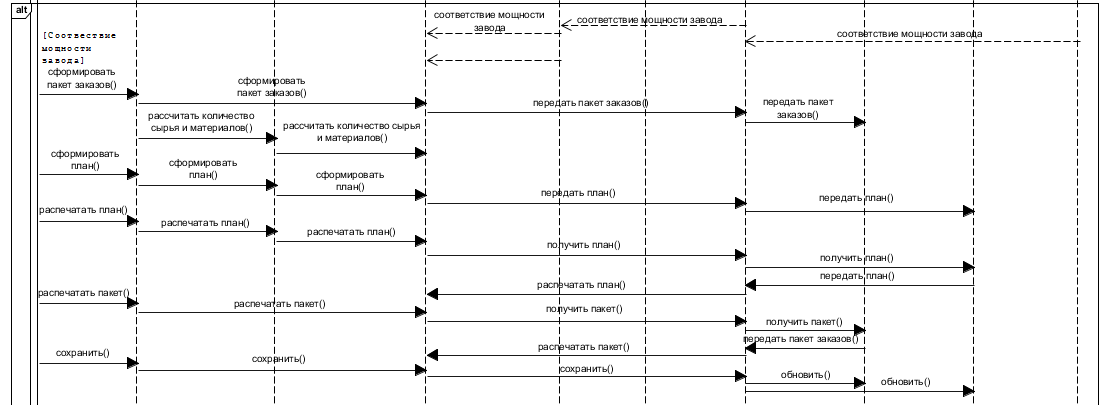 alt
соответствие мощности
завода
соответствие мощности завода
соответствие мощности завода
[Соотвествие
мощности
завода]
сформировать
пакет заказов()
сформировать
пакет заказов()
передать пакет заказов()
передать пакет
заказов()
рассчитать количество
сырья и материалов()
рассчитать количество сырья
и материалов()
сформировать
план()
сформировать
план()
сформировать
план()
передать план()
передать план()
распечатать план()
распечатать план()
распечатать план()
получить план()
получить план()
передать план()
распечатать план()
распечатать пакет()
распечатать пакет()
получить пакет()
получить пакет()
передать пакет заказов()
распечатать пакет()
сохранить()
сохранить()
сохранить()
обновить()
обновить()